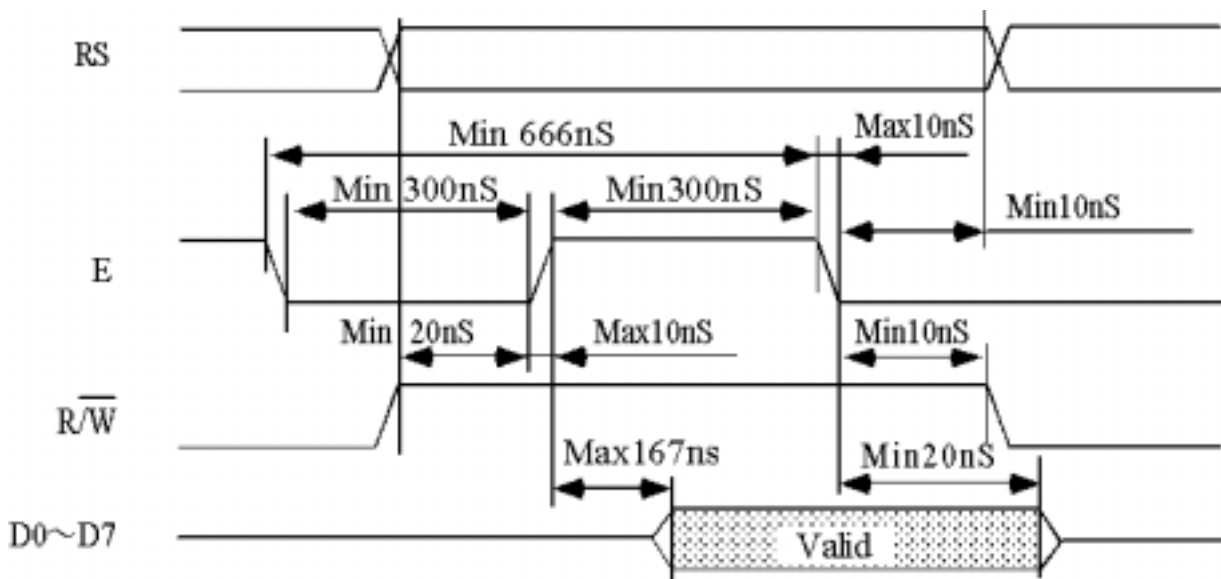 RS
Min 666nS
Max10nS
Min 300nS
Min300nS
Min10nS
E
Min 20nS
Max10nS
Min10nS
R/W
Max167ns
Min20nS
D0~D7
Valid